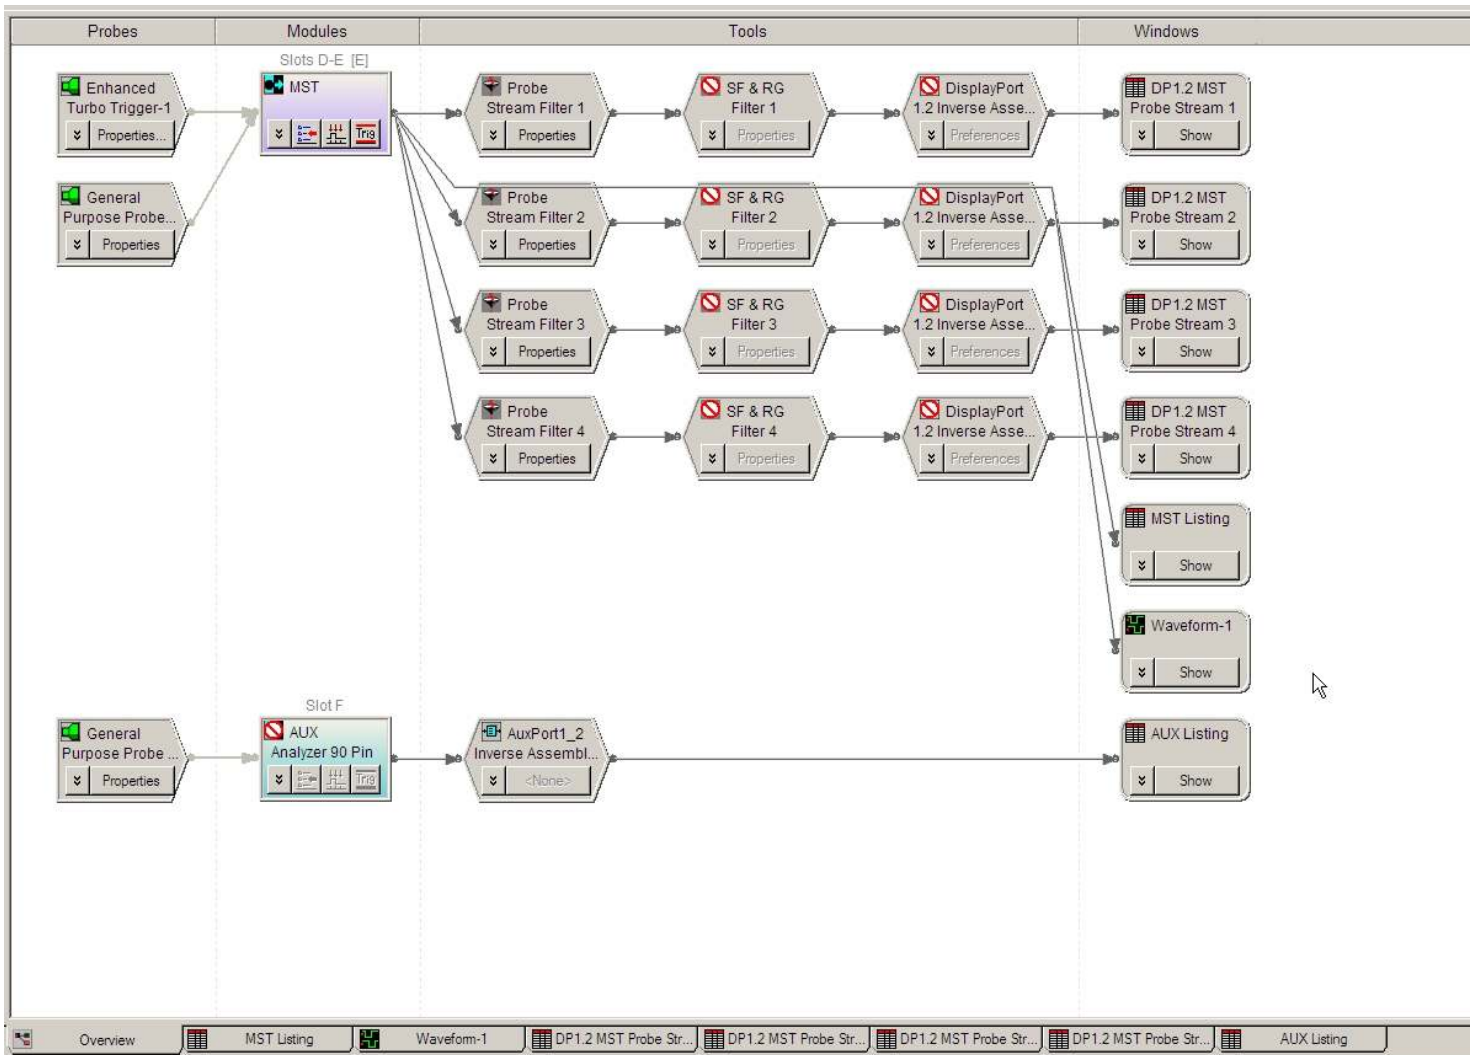 Probes
Modules
Tools
Windows
Slots D-E [E]
Enhanced
Turbo Trigger-1
Properties...
MST
Trig
Probe
Stream Filter 1
Properties
SF & RG
Filter 1
Properties
DisplayPort
1.2 Inverse Asse...
Preferences
DP1.2 MST
Probe Stream 1
Show
General
Purpose Probe...
Properties
Probe
Stream Filter 2
Properties
SF & RG
Filter 2
Properties
DisplayPort
1.2 Inverse Asse...
Preferences
DP1.2 MST
Probe Stream 2
Show
Probe
Stream Filter 3
Properties
SF & RG
Filter 3
Properties
DisplayPort
1.2 Inverse Asse...
Preferences
DP1.2 MST
Probe Stream 3
Show
Probe
Stream Filter 4
Properties
SF & RG
Filter 4
Properties
DisplayPort
1.2 Inverse Asse...
Preferences
DP1.2 MST
Probe Stream 4
Show
MST Listing
Show
Waveform-1
Show
Slot F
General
Purpose Probe ...
Properties
AUX
Analyzer 90 Pin
Trig
AuxPort1_2
Inverse Assembl...
<None>
AUX Listing
Show
Overview
MST Listing
Waveform-1
DP1.2 MST Probe Str...
DP1.2 MST Probe Str...
DP1.2 MST Probe Str...
DP1.2 MST Probe Str...
AUX Listing